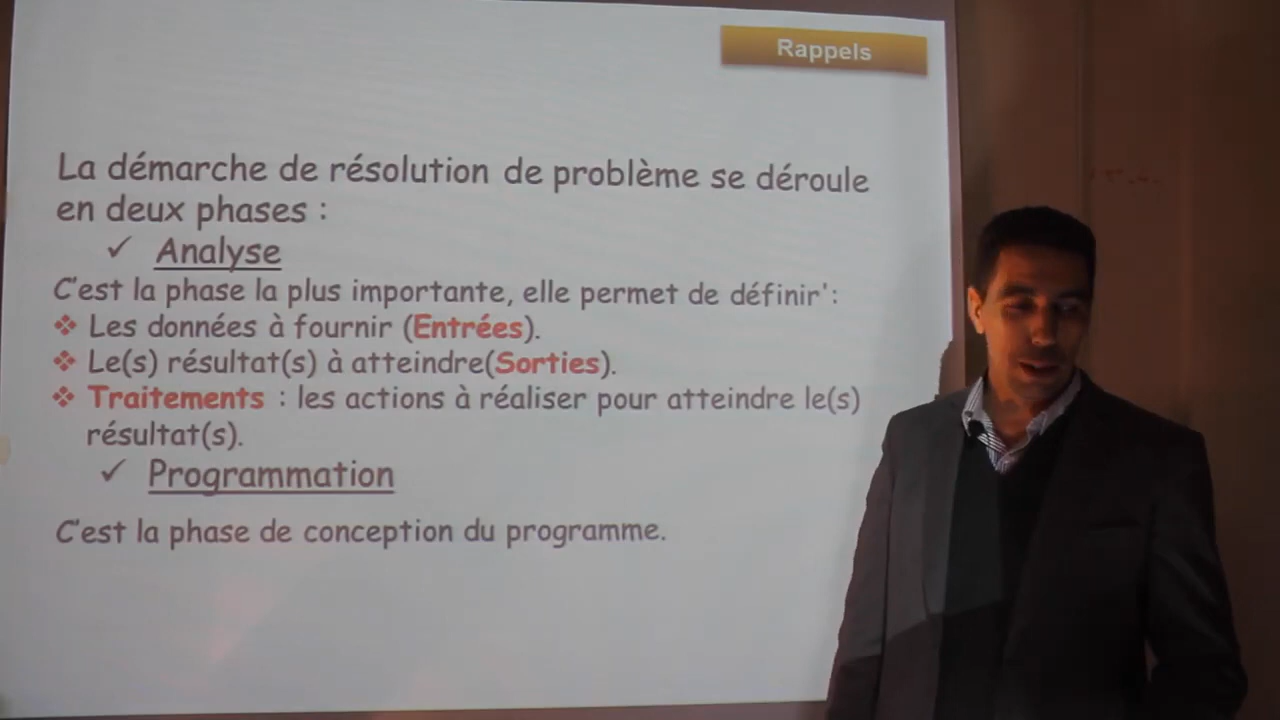 Rappels
La démarche de résolution de problème se déroule
en deux phases :
✓ Analyse
C'est la phase la plus importante, elle permet de définir':
❖ Les données à fournir (Entrées).
❖ Le(s) résultat(s) à atteindre(Sorties).
❖ Traitements : les actions à réaliser pour atteindre le(s)
résultat(s).
✓ Programmation
C'est la phase de conception du programme.